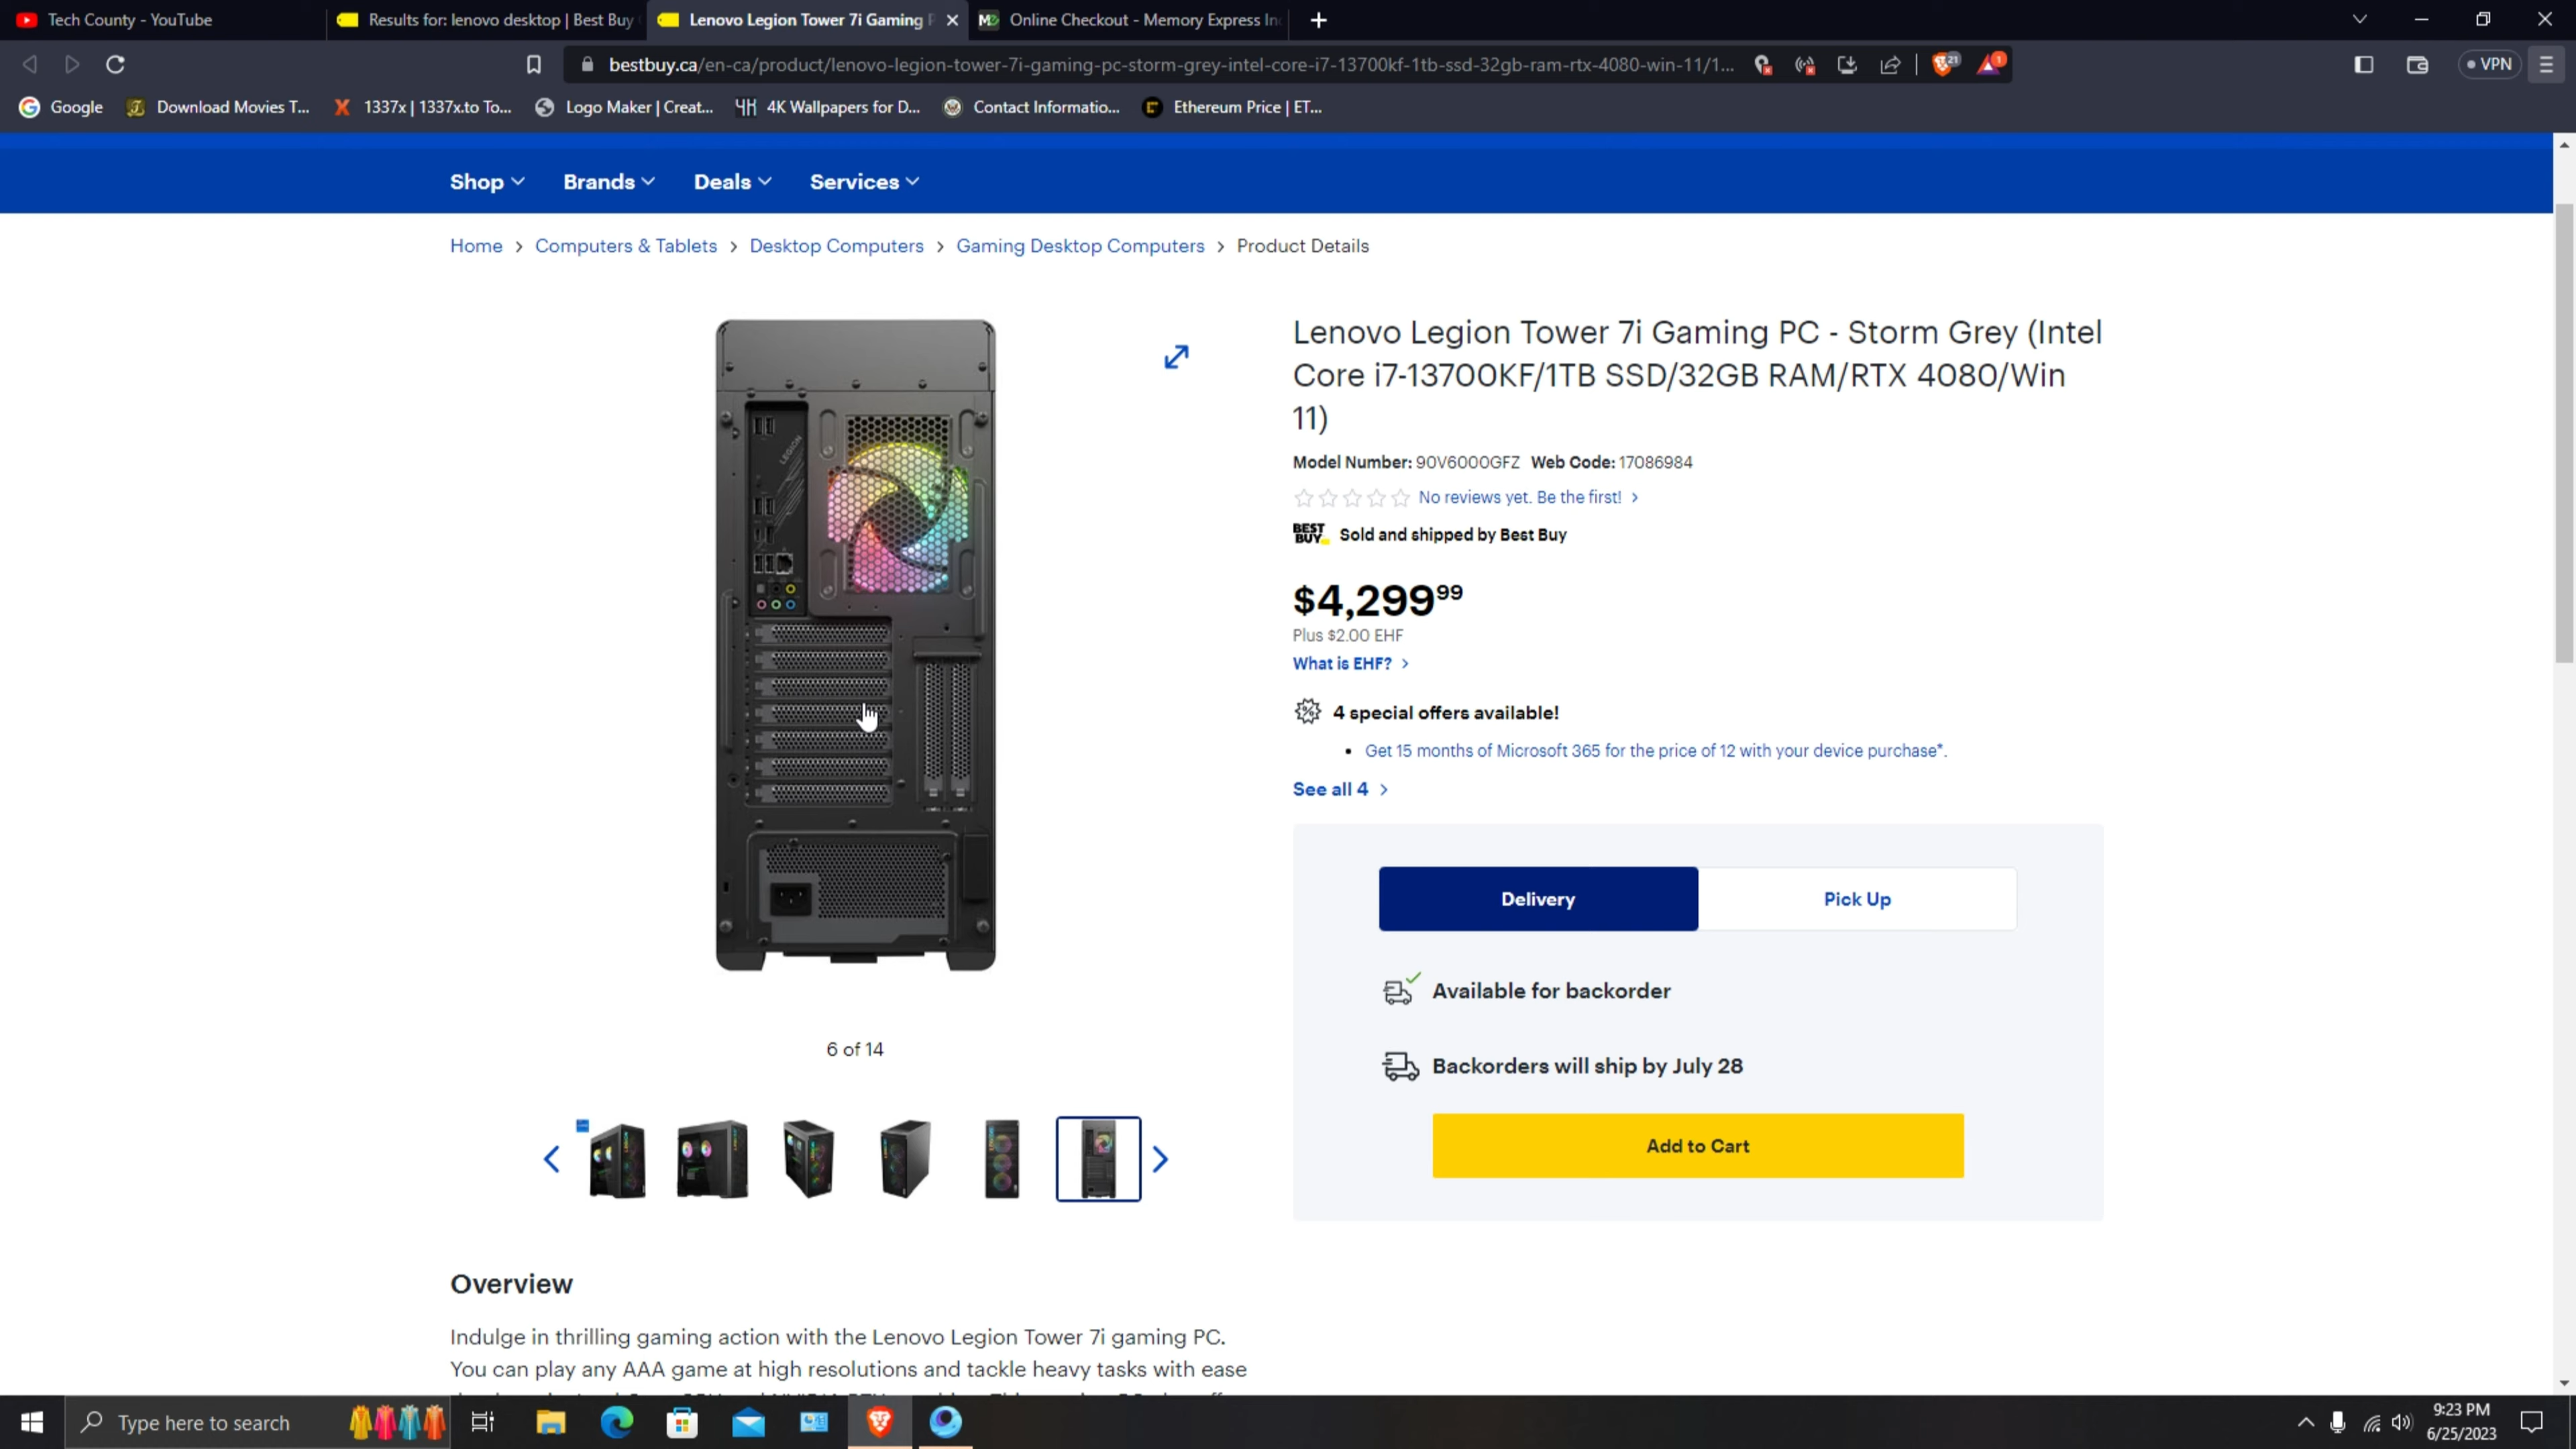 Tech County - YouTube
Results for: lenovo desktop | Best Buy
Lenovo Legion Tower 7i Gaming P
Online Checkout - Memory Express Inc
bestbuy.ca/en-ca/product/lenovo-legion-tower-7i-gaming-pc-storm-grey-intel-core-i7-13700kf-1tb-ssd-32gb-ram-rtx-4080-win-11/1...
21
1
VPN
Google
Download Movies T...
1337x | 1337x.to To...
Logo Maker | Creat...
4K Wallpapers for D...
Contact Informatio...
Ethereum Price | ET...
Shop
Brands
Deals
Services
Home > Computers & Tablets > Desktop Computers > Gaming Desktop Computers > Product Details
LEGION
Lenovo Legion Tower 7i Gaming PC - Storm Grey (Intel
Core i7-13700KF/1TB SSD/32GB RAM/RTX 4080/Win
11)
Model Number: 90V6000GFZ Web Code: 17086984
No reviews yet. Be the first!
BEST BUY Sold and shipped by Best Buy
$4,299.99
Plus $2.00 EHF
What is EHF?
4 special offers available!
• Get 15 months of Microsoft 365 for the price of 12 with your device purchase*.
See all 4
Delivery
Pick Up
Available for backorder
Backorders will ship by July 28
Add to Cart
6 of 14
Overview
Indulge in thrilling gaming action with the Lenovo Legion Tower 7i gaming PC.
You can play any AAA game at high resolutions and tackle heavy tasks with ease
Type here to search
9:23 PM
6/25/2023